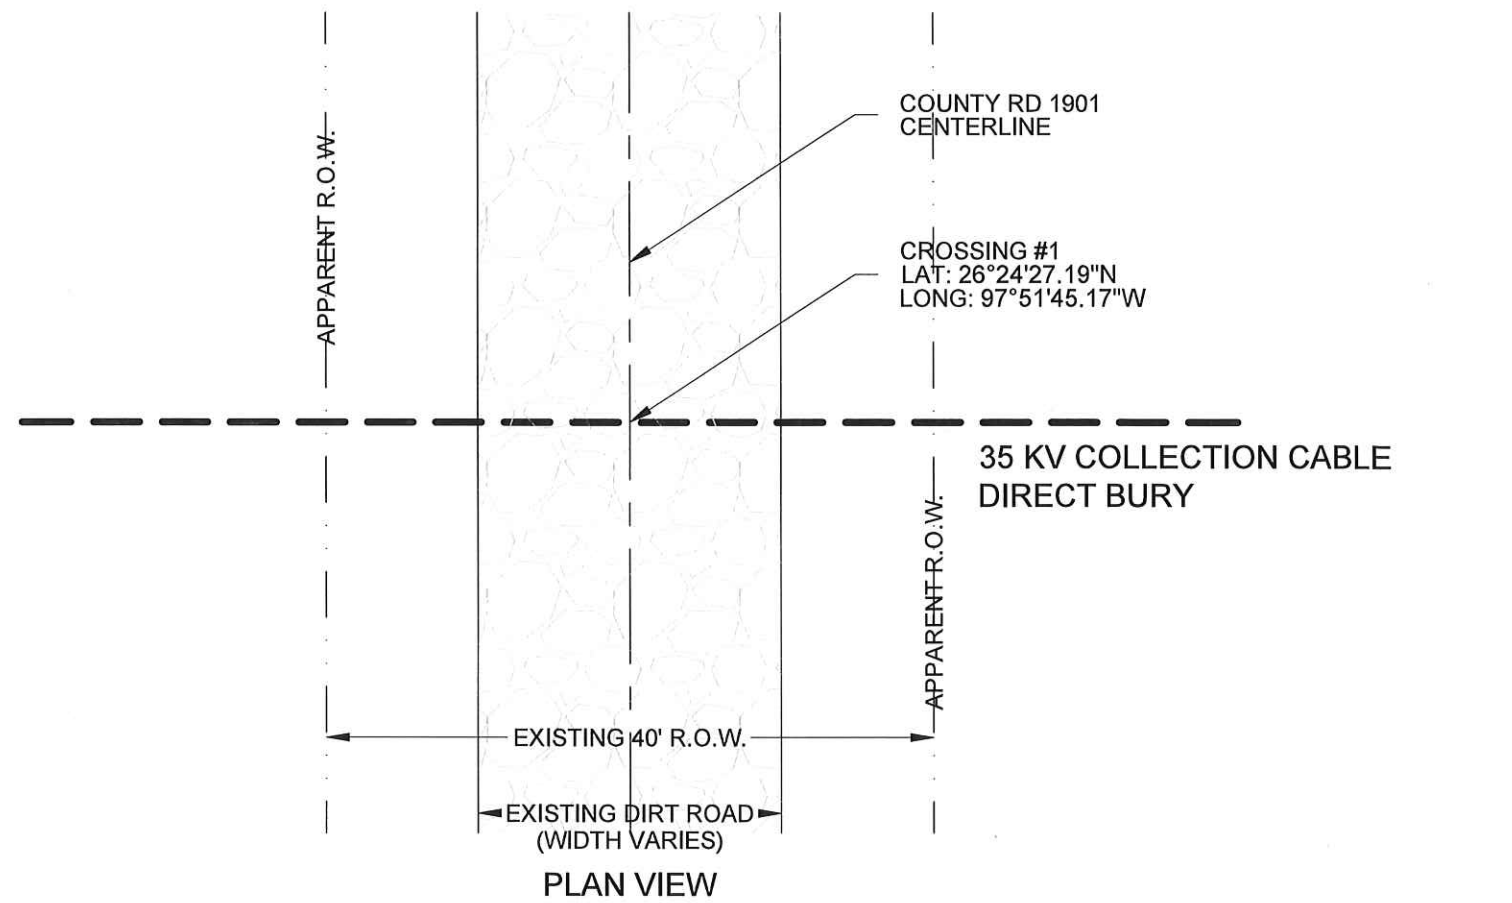 COUNTY RD 1901
CENTERLINE
APPARENT R.O.W.
CROSSING #1
LAT: 26°24'27.19"N
LONG: 97°51'45.17"W
35 KV COLLECTION CABLE
DIRECT BURY
APPARENT R.O.W.
EXISTING 40' R.O.W.
EXISTING DIRT ROAD
(WIDTH VARIES)
PLAN VIEW